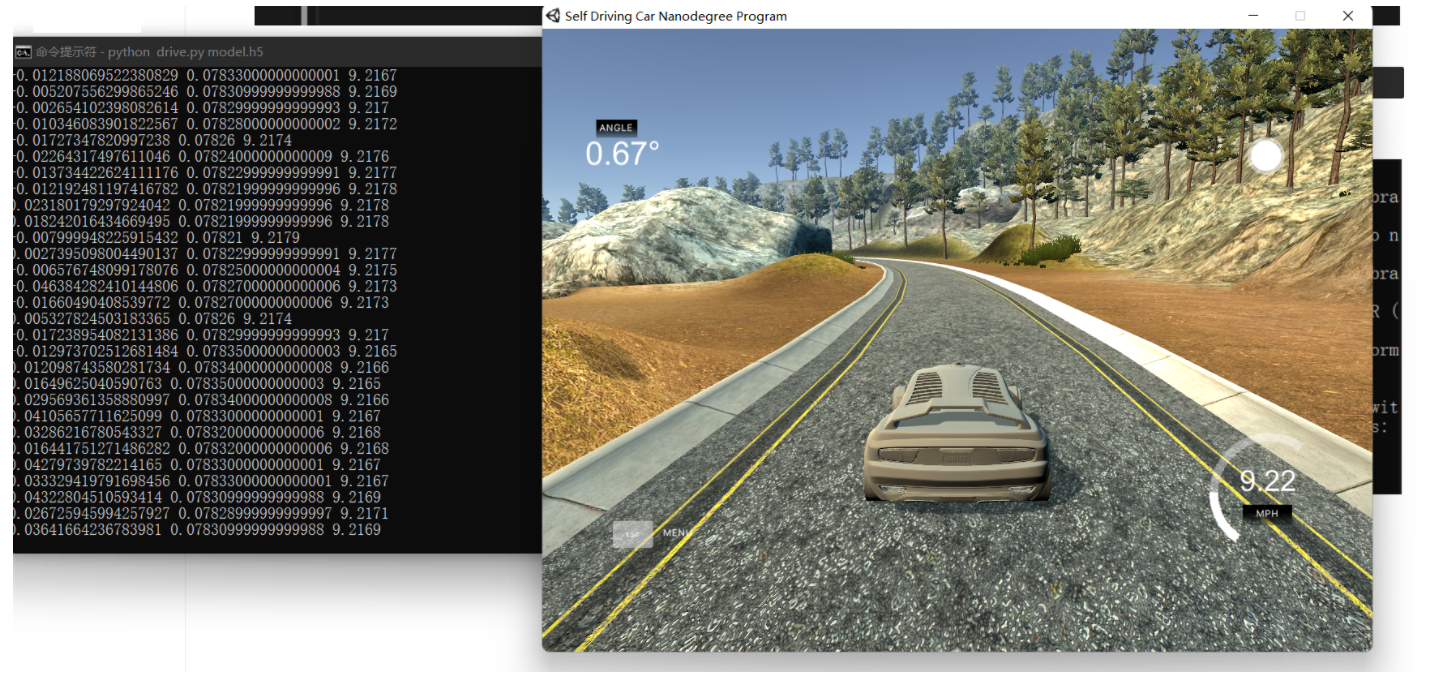 Self Driving Car Nanodegree Program
命令提示符 - python drive.py model.h5
-0.012188069522380829 0.07833000000000001 9.2167
-0.005207556299865246 0.07830999999999988 9.2169
-0.002654102398082614 0.07829999999999993 9.217
-0.010346083901822567 0.07828000000000002 9.2172
-0.01727347820997238 0.07826 9.2174
-0.02264317497611046 0.07824000000000009 9.2176
-0.013734422624111176 0.07822999999999991 9.2177
-0.012192481197416782 0.07821999999999996 9.2178
0.023180179297924042 0.07821999999999996 9.2178
0.018242016434669495 0.07821999999999996 9.2178
-0.007999948225915432 0.07821 9.2179
0.002739509800449013​7 0.07822999999999991 9.2177
-0.006576748099178076 0.07825000000000004 9.2175
-0.046384282410144806 0.07827000000000006 9.2173
-0.01660490408539772 0.07827000000000006 9.2173
0.005327824503183365 0.07826 9.2174
-0.017238954082131386 0.07829999999999993 9.217
-0.012973702512681484 0.07835000000000003 9.2165
0.012098743580281734 0.07834000000000008 9.2166
0.01649625040590763 0.07835000000000003 9.2165
0.029569361358880997 0.07834000000000008 9.2166
0.04105657711625099 0.07833000000000001 9.2167
0.03286216780543327 0.07832000000000006 9.2168
0.016441751271486282 0.07832000000000006 9.2168
0.04279739782214165 0.07833000000000001 9.2167
0.033329419791698456 0.07833000000000001 9.2167
0.04322804510593414 0.07830999999999988 9.2169
0.026725945994257927 0.07828999999999997 9.2171
0.03641664236783981 0.07830999999999988 9.2169
ANGLE
0.67°
9.22
MPH
MENU
ora
o n
ora
R (
orm
wit
s: